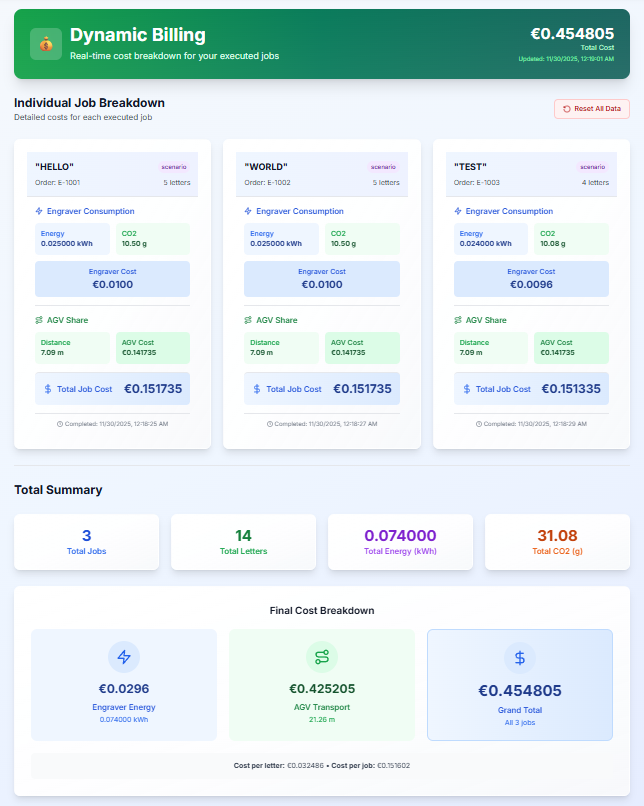 Dynamic Billing
Real-time cost breakdown for your executed jobs
€0.454805
Total Cost
Updated: 11/30/2025, 12:19:01 AM
Individual Job Breakdown
Detailed costs for each executed job
Reset All Data
"HELLO"
scenario
Order: E-1001
5 letters
Engraver Consumption
Energy
0.025000 kWh
CO2
10.50 g
Engraver Cost
€0.0100
AGV Share
Distance
7.09 m
AGV Cost
€0.141735
Total Job Cost
€0.151735
Completed: 11/30/2025, 12:18:25 AM
"WORLD"
scenario
Order: E-1002
5 letters
Engraver Consumption
Energy
0.025000 kWh
CO2
10.50 g
Engraver Cost
€0.0100
AGV Share
Distance
7.09 m
AGV Cost
€0.141735
Total Job Cost
€0.151735
Completed: 11/30/2025, 12:18:27 AM
"TEST"
scenario
Order: E-1003
4 letters
Engraver Consumption
Energy
0.024000 kWh
CO2
10.08 g
Engraver Cost
€0.0096
AGV Share
Distance
7.09 m
AGV Cost
€0.141735
Total Job Cost
€0.151335
Completed: 11/30/2025, 12:18:29 AM
Total Summary
3
Total Jobs
14
Total Letters
0.074000
Total Energy (kWh)
31.08
Total CO2 (g)
Final Cost Breakdown
€0.0296
Engraver Energy
0.074000 kWh
€0.425205
AGV Transport
21.26 m
€0.454805
Grand Total
All 3 jobs
Cost per letter: €0.032486 • Cost per job: €0.151602